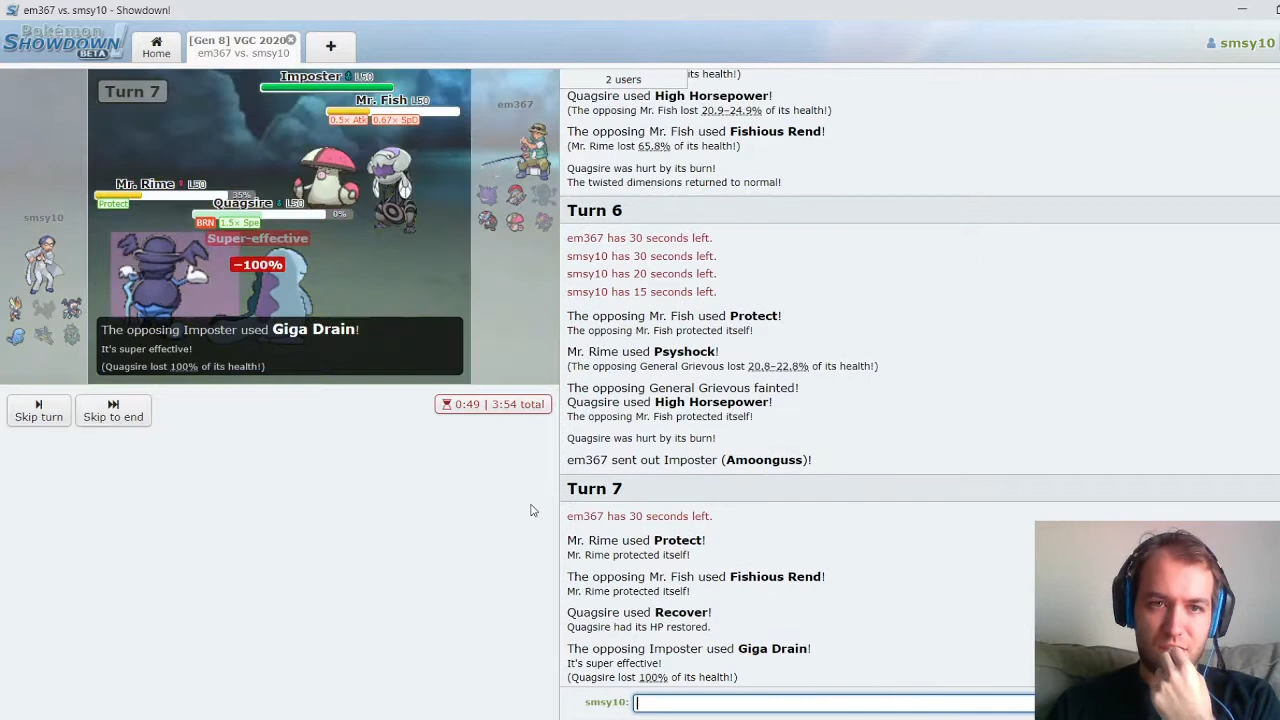 em367 vs. smsy10 - Showdown!
Pokémon
SHOWDOWN!
BETA
Home
[Gen 8] VGC 2020
em367 vs. smsy10
+
smsy10
Turn 7
Imposter L50
Mr. Fish L50
0.5× Atk 0.67× SpD
em367
Mr. Rime L50
35%
Protect
Quagsire L50
0%
BRN 1.5× Spe
Super-effective
−100%
smsy10
The opposing Imposter used Giga Drain!
It's super effective!
(Quagsire lost 100% of its health!)
Skip turn
Skip to end
0:49 | 3:54 total
2 users
its health!)
Quagsire used High Horsepower!
(The opposing Mr. Fish lost 20.9–24.9% of its health!)
The opposing Mr. Fish used Fishious Rend!
(Mr. Rime lost 65.8% of its health!)
Quagsire was hurt by its burn!
The twisted dimensions returned to normal!
Turn 6
em367 has 30 seconds left.
smsy10 has 30 seconds left.
smsy10 has 20 seconds left.
smsy10 has 15 seconds left.
The opposing Mr. Fish used Protect!
The opposing Mr. Fish protected itself!
Mr. Rime used Psyshock!
(The opposing General Grievous lost 20.8–22.8% of its health!)
The opposing General Grievous fainted!
Quagsire used High Horsepower!
The opposing Mr. Fish protected itself!
Quagsire was hurt by its burn!
em367 sent out Imposter (Amoonguss)!
Turn 7
em367 has 30 seconds left.
Mr. Rime used Protect!
Mr. Rime protected itself!
The opposing Mr. Fish used Fishious Rend!
Mr. Rime protected itself!
Quagsire used Recover!
Quagsire had its HP restored.
The opposing Imposter used Giga Drain!
It's super effective!
(Quagsire lost 100% of its health!)
smsy10: